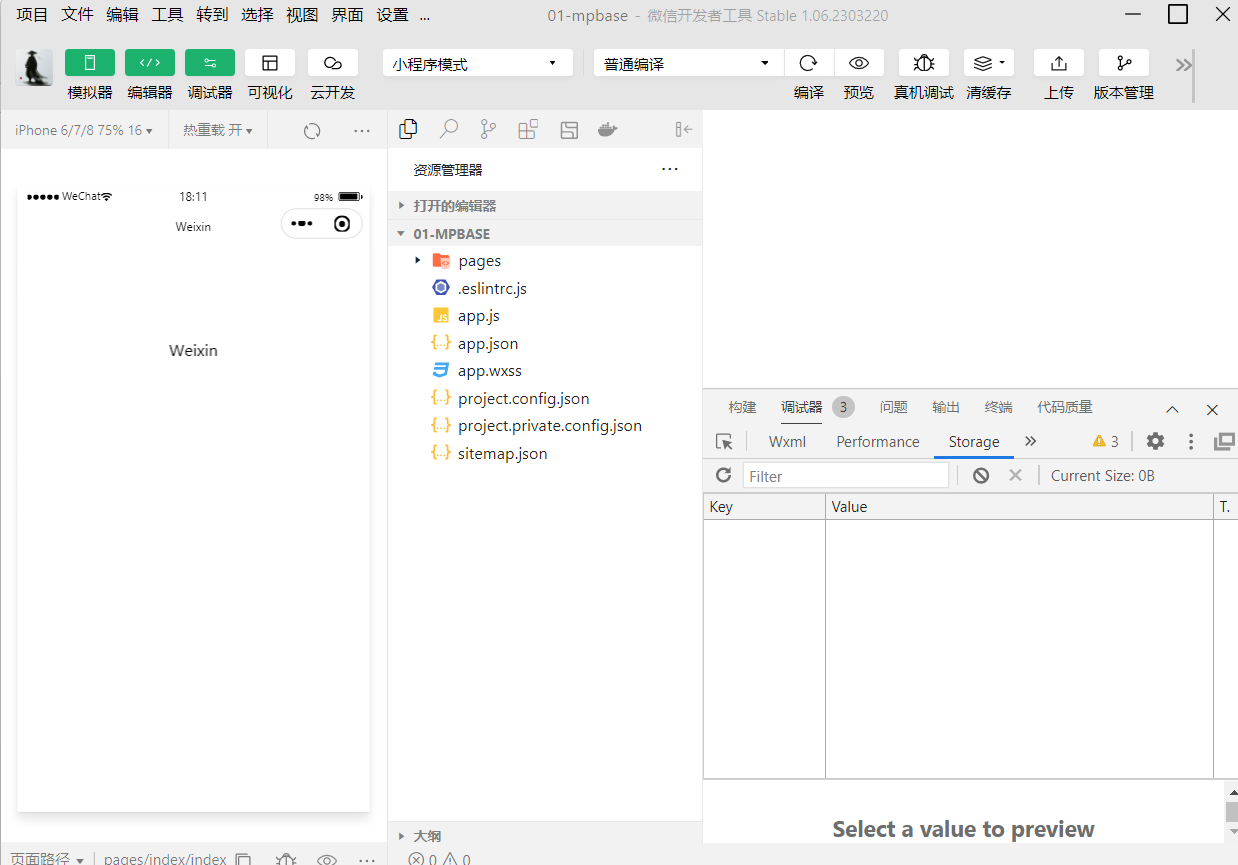 项目 文件 编辑 工具 转到 选择 视图 界面 设置 ... 01-mpbase - 微信开发者工具 Stable 1.06.2303220
小程序模式 普通编译
模拟器 编辑器 调试器 可视化 云开发 编译 预览 真机调试 清缓存 上传 版本管理
iPhone 6/7/8 75% 16 热重载 开
WeChat 18:11 98%
Weixin
Weixin
资源管理器
打开的编辑器
01-MPBASE
pages
.eslintrc.js
JS app.js
{..} app.json
app.wxss
{..} project.config.json
{..} project.private.config.json
{..} sitemap.json
大纲
0 0
构建 调试器 3 问题 输出 终端 代码质量
Wxml Performance Storage 3
Filter Current Size: 0B
Key Value T.
Select a value to preview
页面路径 pages/index/index